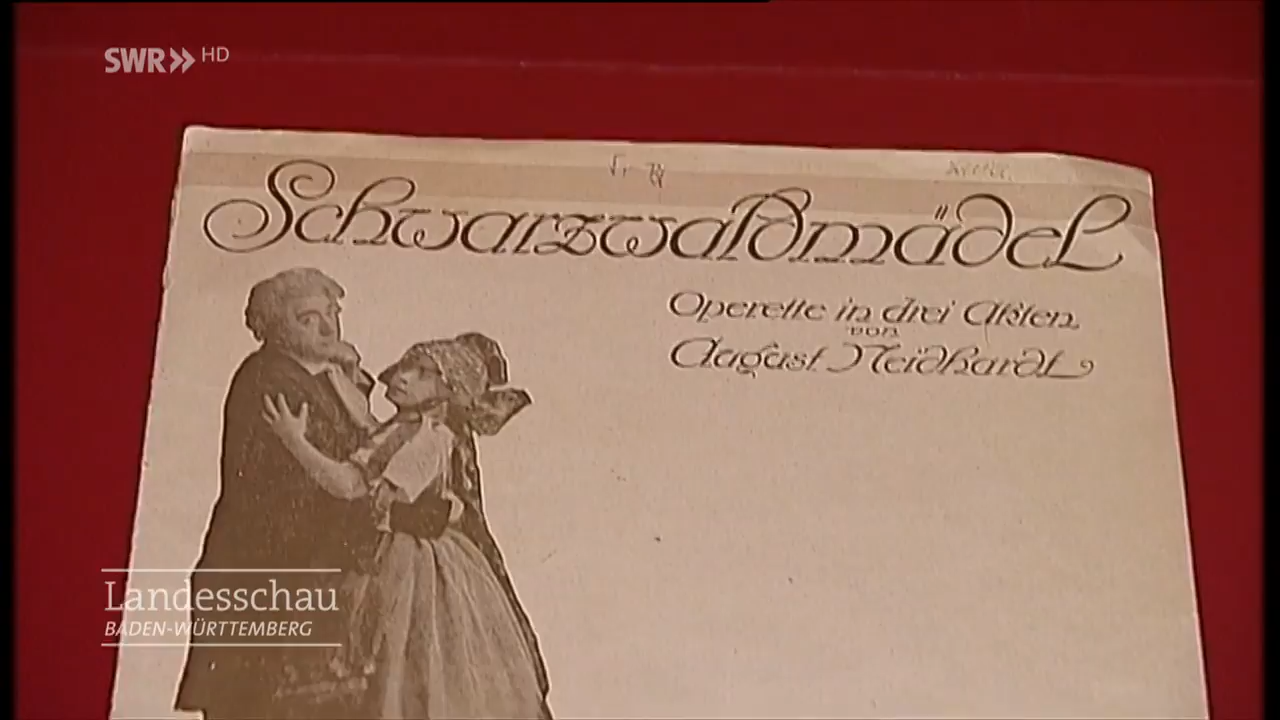 SWR HD
Schwarzwaldmädel
Operette in drei Akten
von
August Neidhardt
Landesschau
BADEN-WÜRTTEMBERG